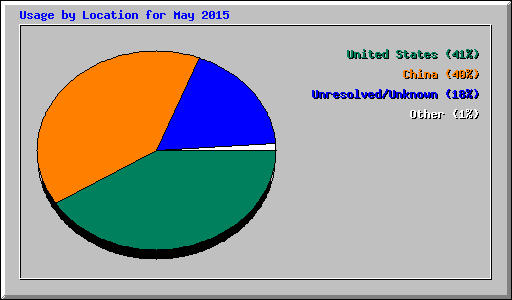 Usage by Location for May 2015
United States (41%)
China (40%)
Unresolved/Unknown (18%)
Other (1%)